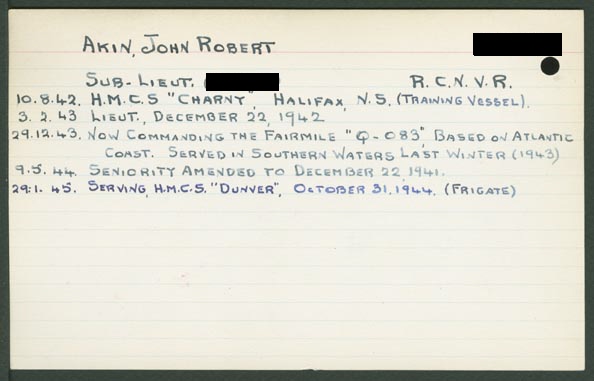 AKIN, JOHN ROBERT
SUB-LIEUT. ( R.C.N.V.R.
10.8.42. H.M.C.S "CHARNY", HALIFAX, N.S. (TRAINING VESSEL).
3.2.43 LIEUT., DECEMBER 22, 1942
29.12.43. NOW COMMANDING THE FAIRMILE "Q-083", BASED ON ATLANTIC
COAST. SERVED IN SOUTHERN WATERS LAST WINTER (1943)
9.5.44. SENIORITY AMENDED TO DECEMBER 22, 1941.
29.1.45. SERVING, H.M.C.S. "DUNVER", OCTOBER 31, 1944. (FRIGATE)